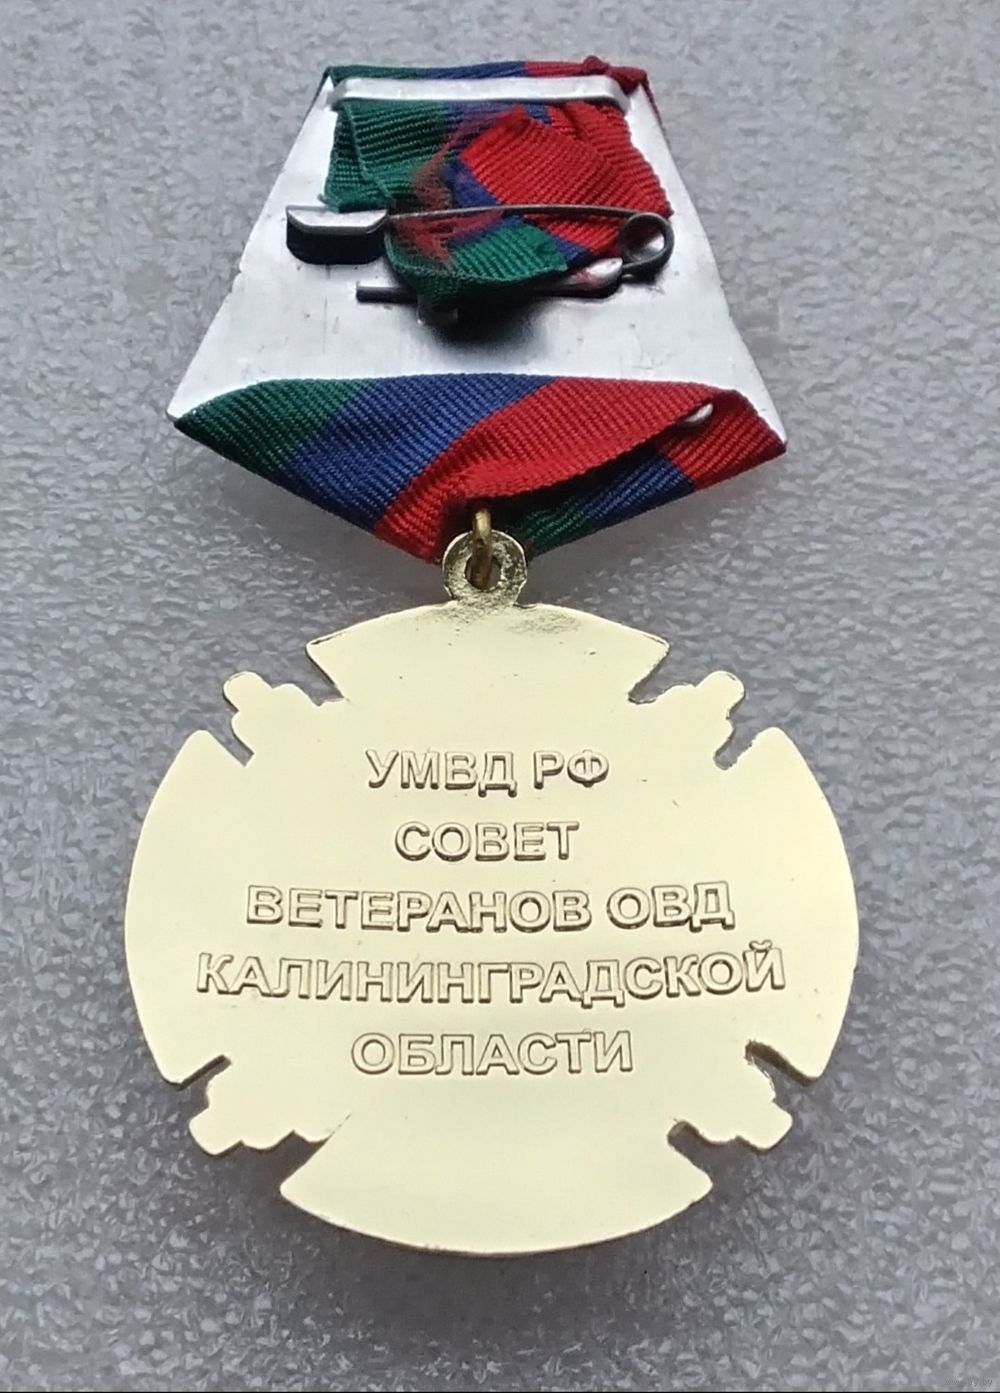 УМВД РФ
СОВЕТ
ВЕТЕРАНОВ ОВД
КАЛИНИНГРАДСКОЙ
ОБЛАСТИ